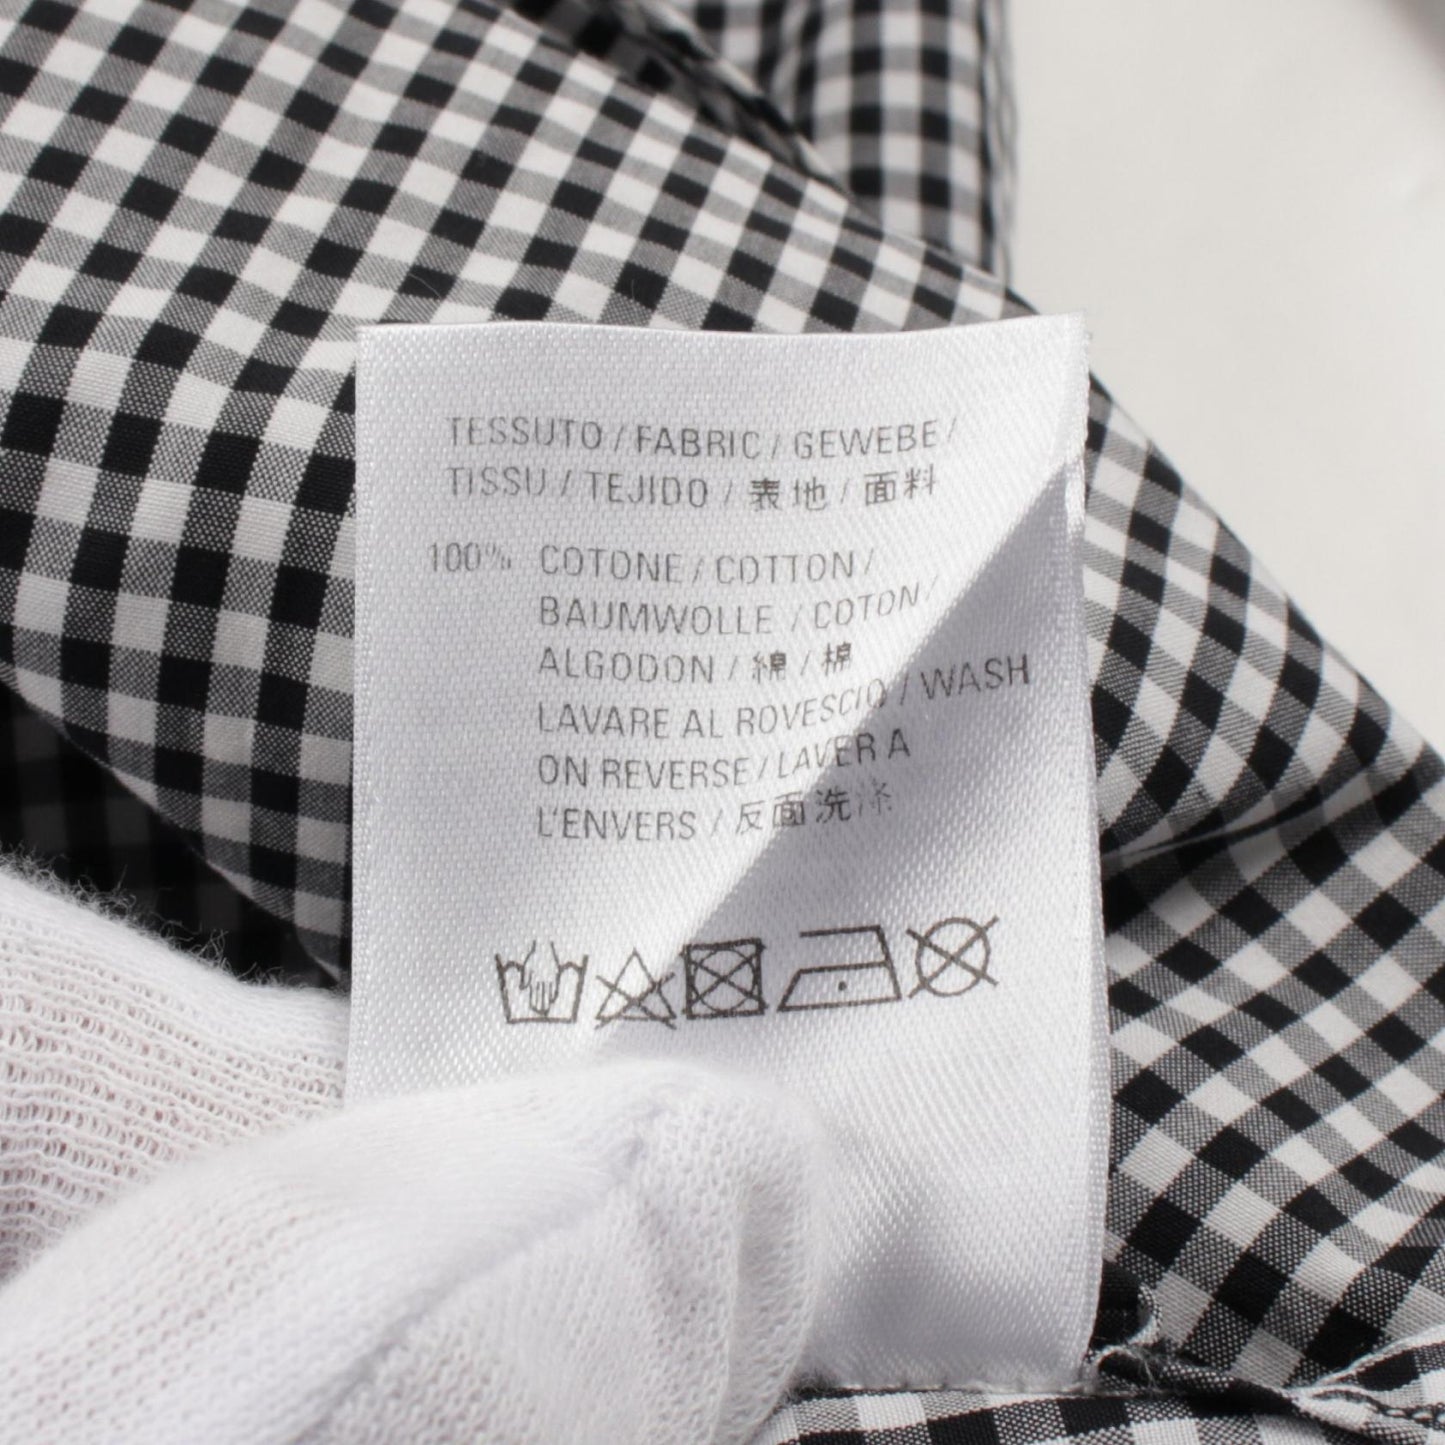 TESSUTO / FABRIC / GEWEBE /
TISSU / TEJIDO / 表地 / 面料
100% COTONE / COTTON /
BAUMWOLLE / COTON /
ALGODON / 綿 / 棉
LAVARE AL ROVESCIO / WASH
ON REVERSE / LAVER A
L'ENVERS / 反面洗涤